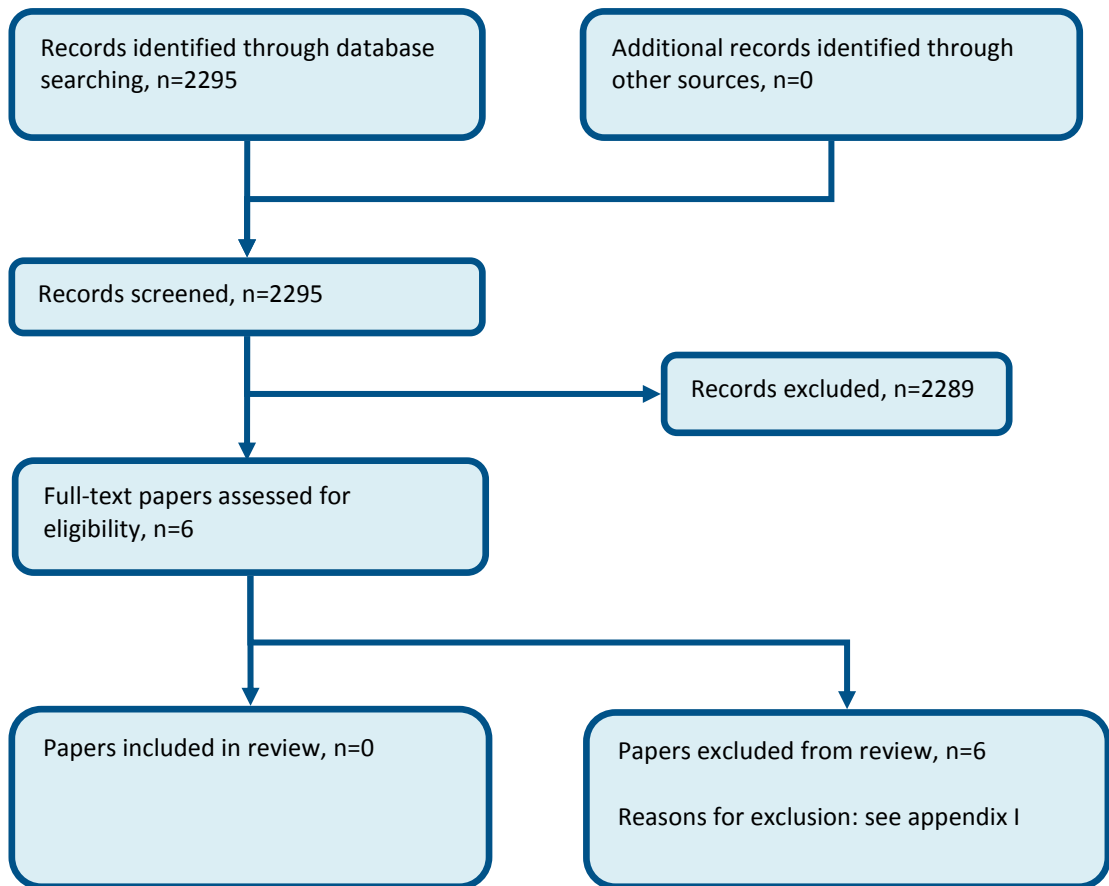 Records identified through database
searching, n=2295
Additional records identified through
other sources, n=0
Records screened, n=2295
Records excluded, n=2289
Full-text papers assessed for
eligibility, n=6
Papers included in review, n=0
Papers excluded from review, n=6
Reasons for exclusion: see appendix I